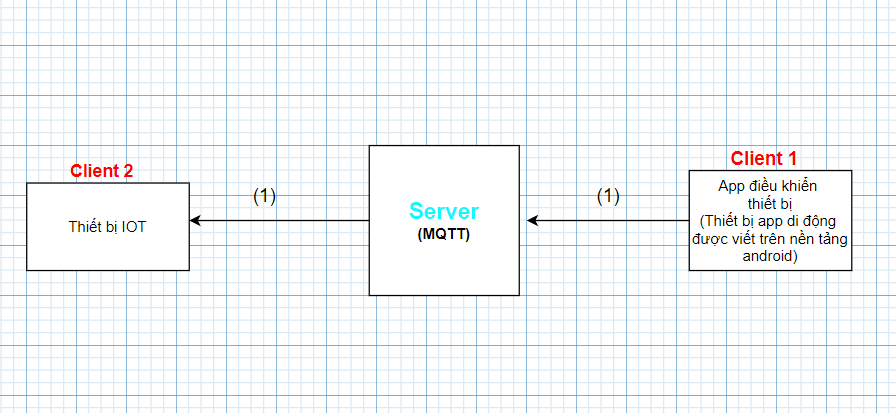 Client 2
Thiết bị IOT
(1)
Server
(MQTT)
(1)
Client 1
App điều khiển
thiết bị
(Thiết bị app di động
được viết trên nền tảng
android)